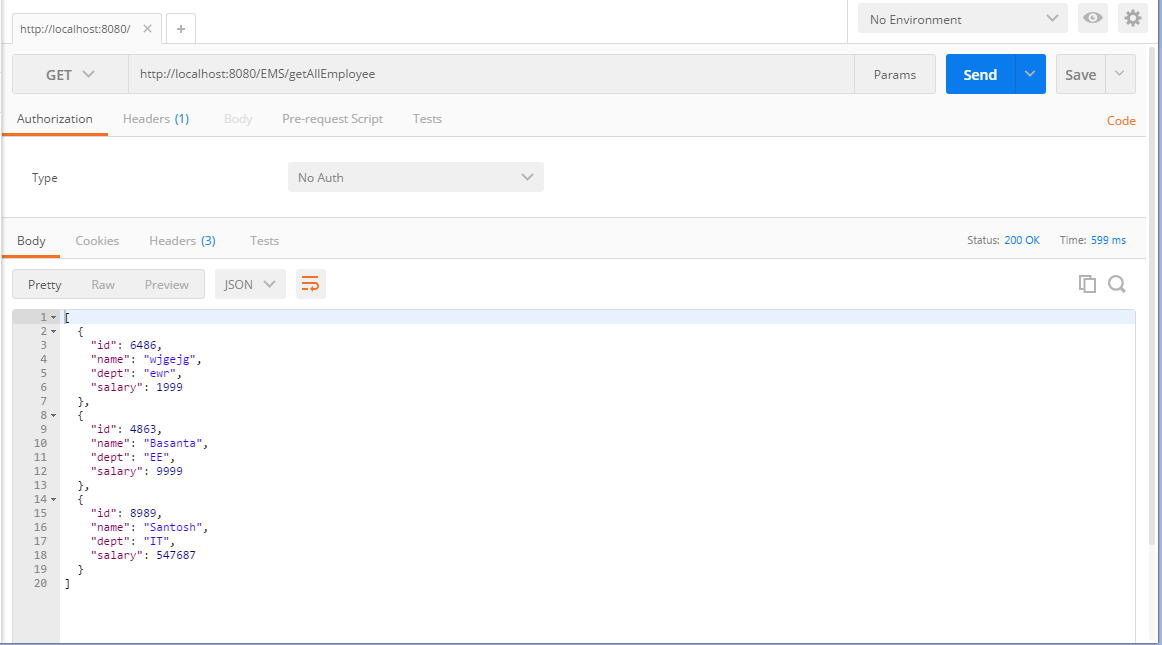 http://localhost:8080/ × +
No Environment
GET http://localhost:8080/EMS/getAllEmployee Params Send Save
Authorization Headers (1) Body Pre-request Script Tests Code
Type No Auth
Body Cookies Headers (3) Tests Status: 200 OK Time: 599 ms
Pretty Raw Preview JSON
1 [
2 {
3 "id": 6486,
4 "name": "wjgejg",
5 "dept": "ewr",
6 "salary": 1999
7 },
8 {
9 "id": 4863,
10 "name": "Basanta",
11 "dept": "EE",
12 "salary": 9999
13 },
14 {
15 "id": 8989,
16 "name": "Santosh",
17 "dept": "IT",
18 "salary": 547687
19 }
20 ]